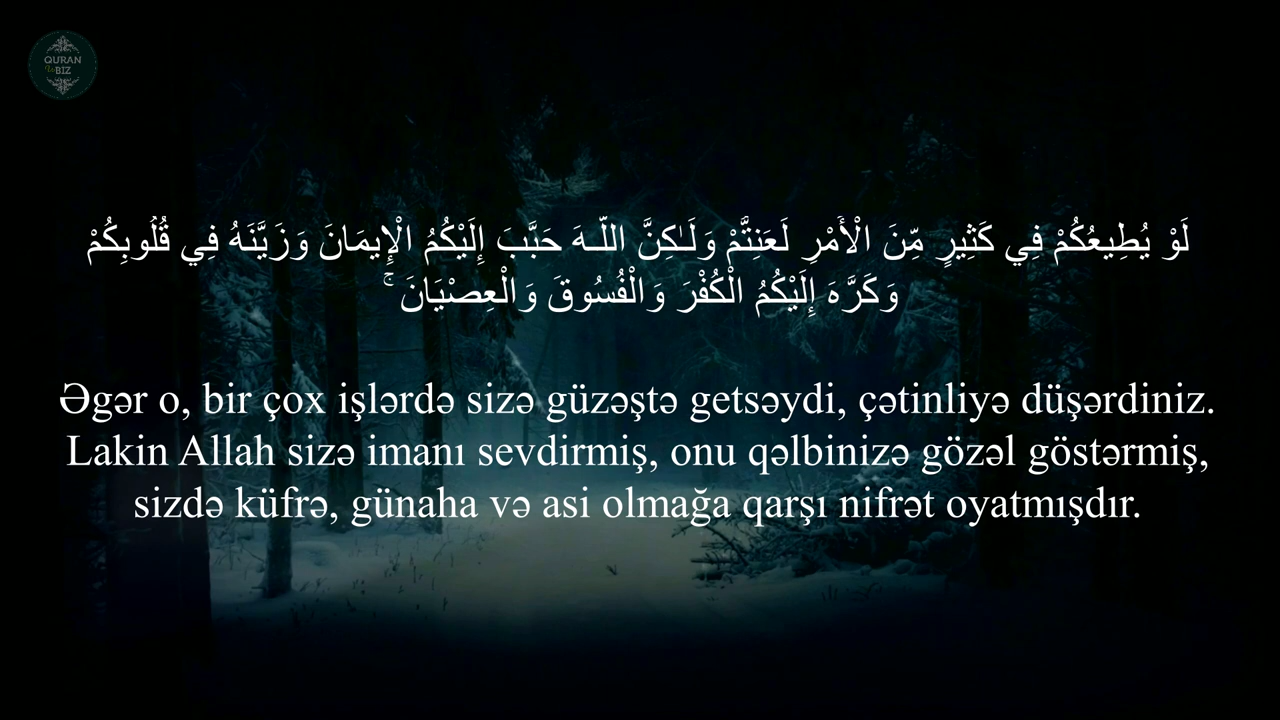 QURAN
Və
BİZ
لَوْ يُطِيعُكُمْ فِي كَثِيرٍ مِّنَ الْأَمْرِ لَعَنِتُّمْ وَلَـٰكِنَّ اللَّـهَ حَبَّبَ إِلَيْكُمُ الْإِيمَانَ وَزَيَّنَهُ فِي قُلُوبِكُمْ
وَكَرَّهَ إِلَيْكُمُ الْكُفْرَ وَالْفُسُوقَ وَالْعِصْيَانَ ۚ
Əgər o, bir çox işlərdə sizə güzəştə getsəydi, çətinliyə düşərdiniz.
Lakin Allah sizə imanı sevdirmiş, onu qəlbinizə gözəl göstərmiş,
sizdə küfrə, günaha və asi olmağa qarşı nifrət oyatmışdır.